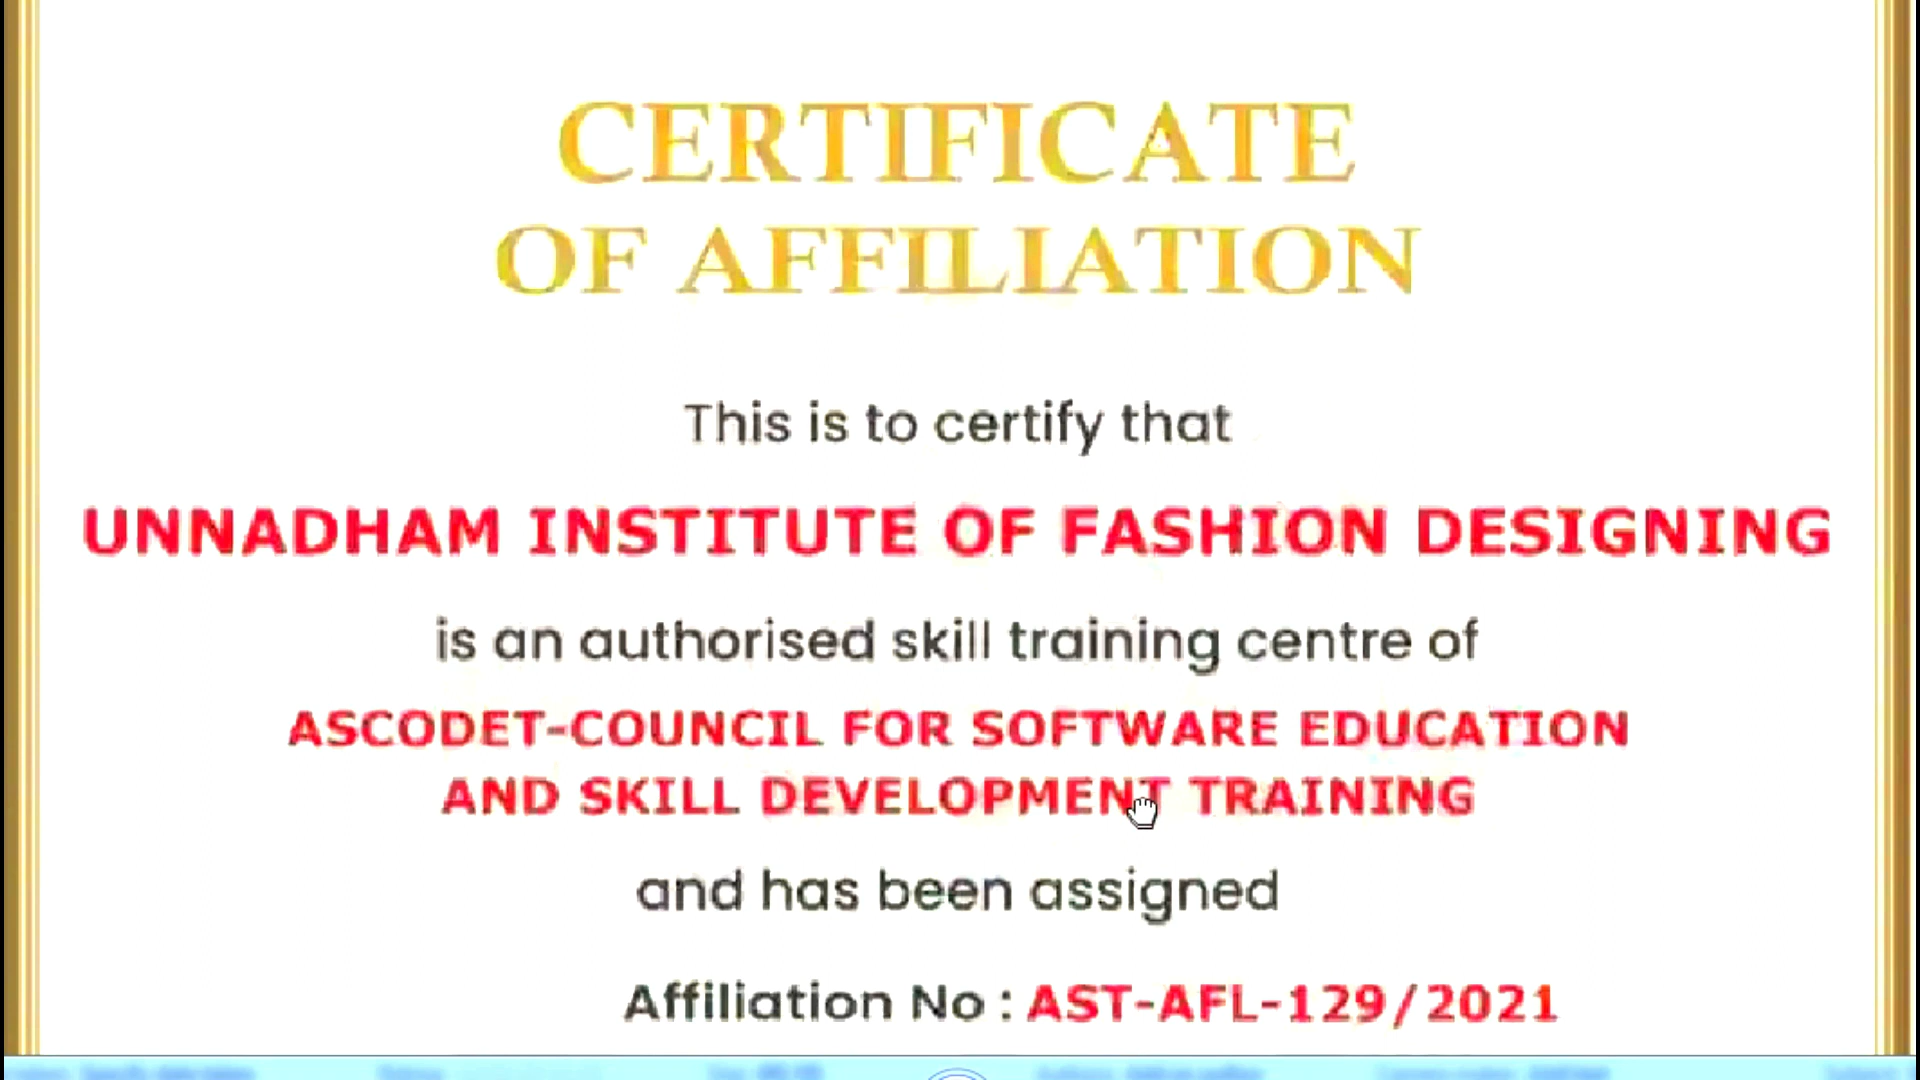 CERTIFICATE
OF AFFILIATION
This is to certify that
UNNADHAM INSTITUTE OF FASHION DESIGNING
is an authorised skill training centre of
ASCODET-COUNCIL FOR SOFTWARE EDUCATION
AND SKILL DEVELOPMENT TRAINING
and has been assigned
Affiliation No : AST-AFL-129/2021